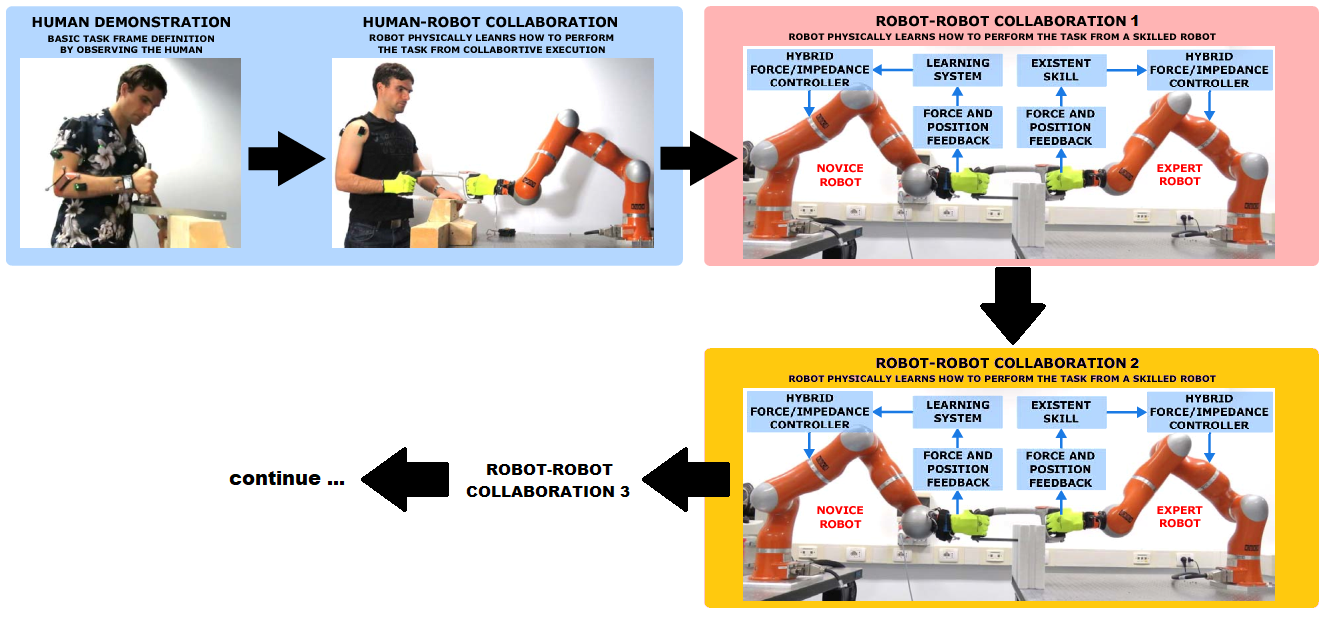 HUMAN DEMONSTRATION
BASIC TASK FRAME DEFINITION
BY OBSERVING THE HUMAN
HUMAN-ROBOT COLLABORATION
ROBOT PHYSICALLY LEANRS HOW TO PERFORM
THE TASK FROM COLLABORTIVE EXECUTION
ROBOT-ROBOT COLLABORATION 1
ROBOT PHYSICALLY LEARNS HOW TO PERFORM THE TASK FROM A SKILLED ROBOT
HYBRID
FORCE/IMPEDANCE
CONTROLLER
LEARNING
SYSTEM
EXISTENT
SKILL
HYBRID
FORCE/IMPEDANCE
CONTROLLER
FORCE AND
POSITION
FEEDBACK
FORCE AND
POSITION
FEEDBACK
NOVICE
ROBOT
EXPERT
ROBOT
ROBOT-ROBOT COLLABORATION 2
ROBOT PHYSICALLY LEARNS HOW TO PERFORM THE TASK FROM A SKILLED ROBOT
HYBRID
FORCE/IMPEDANCE
CONTROLLER
LEARNING
SYSTEM
EXISTENT
SKILL
HYBRID
FORCE/IMPEDANCE
CONTROLLER
FORCE AND
POSITION
FEEDBACK
FORCE AND
POSITION
FEEDBACK
NOVICE
ROBOT
EXPERT
ROBOT
ROBOT-ROBOT
COLLABORATION 3
continue ...